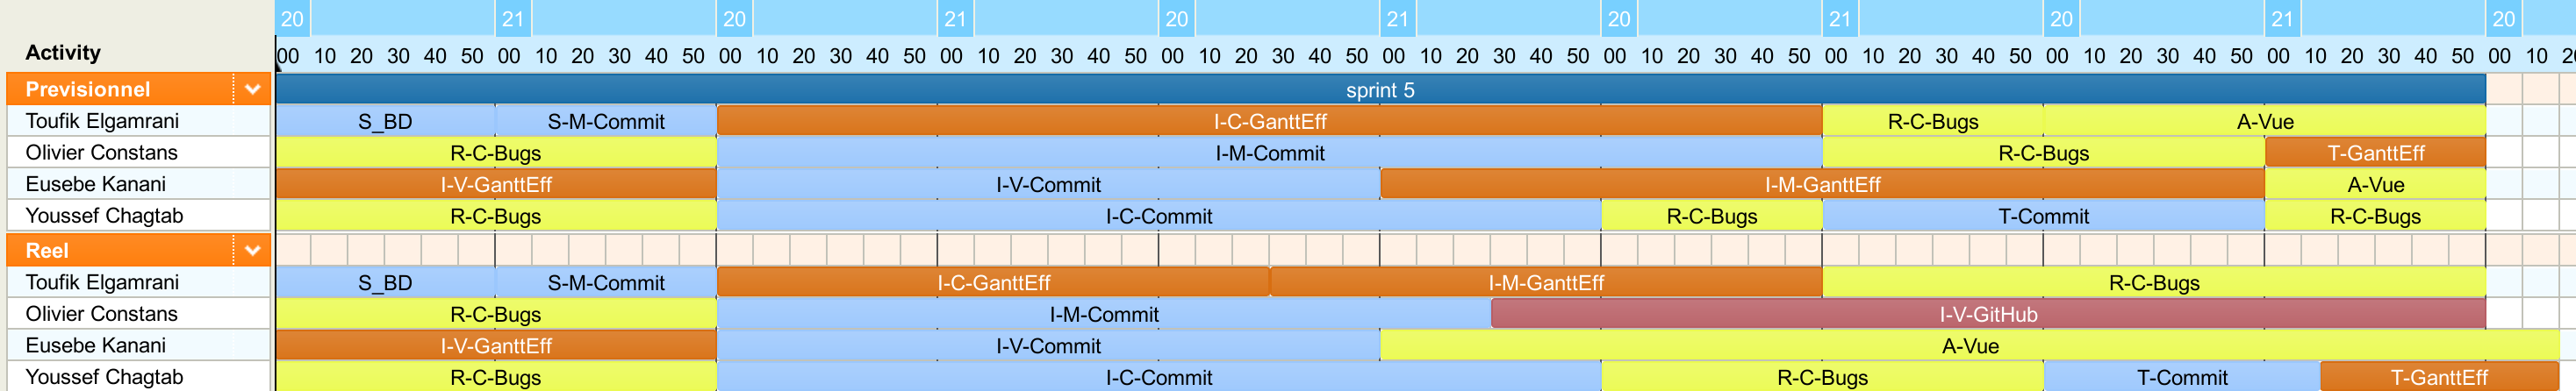 20 21 20 21 20 21 20 21 20 21 20
Activity 00 10 20 30 40 50 00 10 20 30 40 50 00 10 20 30 40 50 00 10 20 30 40 50 00 10 20 30 40 50 00 10 20 30 40 50 00 10 20 30 40 50 00 10 20 30 40 50 00 10 20 30 40 50 00 10 20 30 40 50 00 10
Previsionnel sprint 5
Toufik Elgamrani S_BD S-M-Commit I-C-GanttEff R-C-Bugs A-Vue
Olivier Constans R-C-Bugs I-M-Commit R-C-Bugs T-GanttEff
Eusebe Kanani I-V-GanttEff I-V-Commit I-M-GanttEff A-Vue
Youssef Chagtab R-C-Bugs I-C-Commit R-C-Bugs T-Commit R-C-Bugs
Reel
Toufik Elgamrani S_BD S-M-Commit I-C-GanttEff I-M-GanttEff R-C-Bugs
Olivier Constans R-C-Bugs I-M-Commit I-V-GitHub
Eusebe Kanani I-V-GanttEff I-V-Commit A-Vue
Youssef Chagtab R-C-Bugs I-C-Commit R-C-Bugs T-Commit T-GanttEff